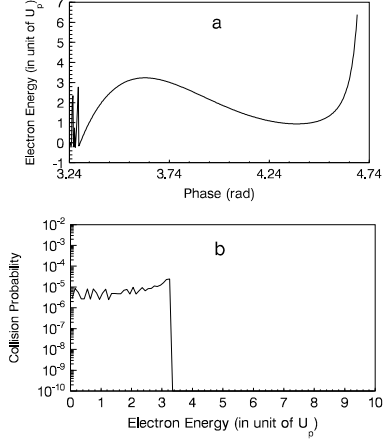 a
Electron Energy (in unit of Up)
7
6
5
4
3
2
1
0
-1
3.24 3.74 4.24 4.74
Phase (rad)
b
Collision Probability
10-2
10-3
10-4
10-5
10-6
10-7
10-8
10-9
10-10
0 1 2 3 4 5 6 7 8 9 10
Electron Energy (in unit of Up)